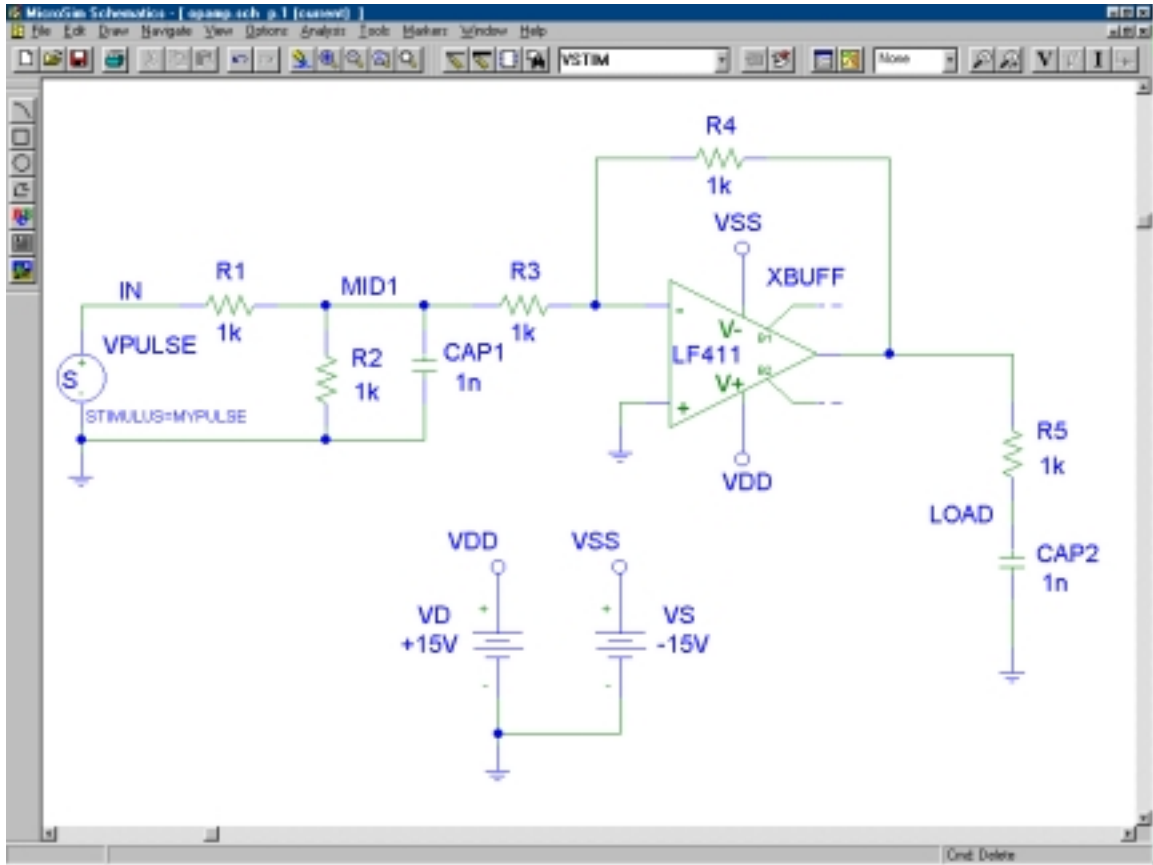 MicroSim Schematics - [ opamp.sch p.1 (current) ]
File Edit Draw Navigate View Options Analysis Tools Markers Window Help
VSTIM
None
V
I
R4
1k
VSS
XBUFF
R1
IN
MID1
R3
1k
1k
VPULSE
S
+
-
STIMULUS=MYPULSE
R2
1k
CAP1
1n
-
V-
B1
LF411
B2
V+
+
VDD
R5
1k
LOAD
CAP2
1n
VDD
VSS
+
VD
+15V
-
+
VS
-15V
-
Cmd: Delete